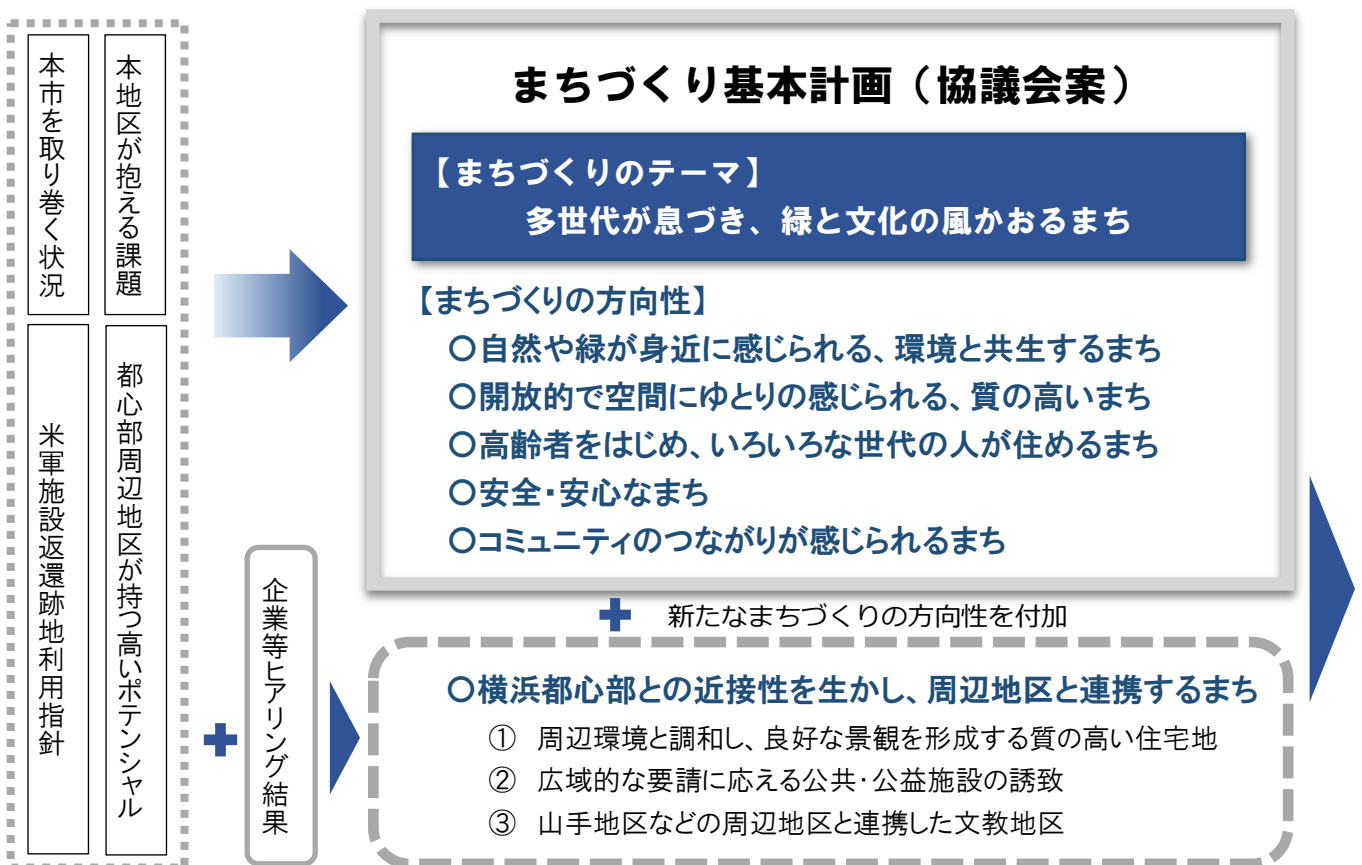 本市を取り巻く状況
本地区が抱える課題
米軍施設返還跡地利用指針
都心部周辺地区が持つ高いポテンシャル
企業等ヒアリング結果
まちづくり基本計画（協議会案）
【まちづくりのテーマ】
多世代が息づき、緑と文化の風かおるまち
【まちづくりの方向性】
〇自然や緑が身近に感じられる、環境と共生するまち
〇開放的で空間にゆとりの感じられる、質の高いまち
〇高齢者をはじめ、いろいろな世代の人が住めるまち
〇安全・安心なまち
〇コミュニティのつながりが感じられるまち
新たなまちづくりの方向性を付加
〇横浜都心部との近接性を生かし、周辺地区と連携するまち
① 周辺環境と調和し、良好な景観を形成する質の高い住宅地
② 広域的な要請に応える公共・公益施設の誘致
③ 山手地区などの周辺地区と連携した文教地区